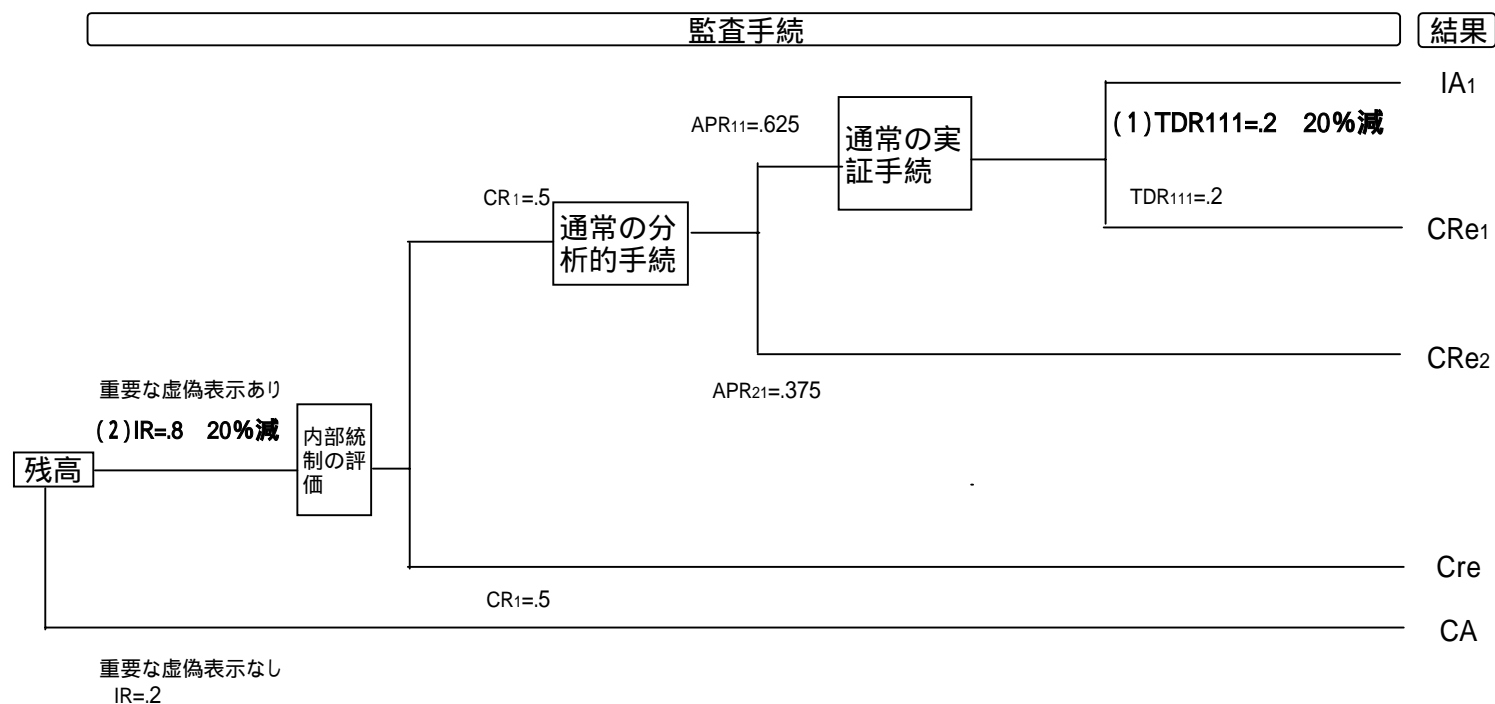 監査手続
結果
IA1
APR11=.625
通常の実
証手続
(1)TDR111=.2 20%減
TDR111=.2
CR1=.5
通常の分
析的手続
CRe1
CRe2
APR21=.375
重要な虚偽表示あり
(2)IR=.8 20%減
内部統
制の評
価
残高
Cre
CR1=.5
CA
重要な虚偽表示なし
IR=.2